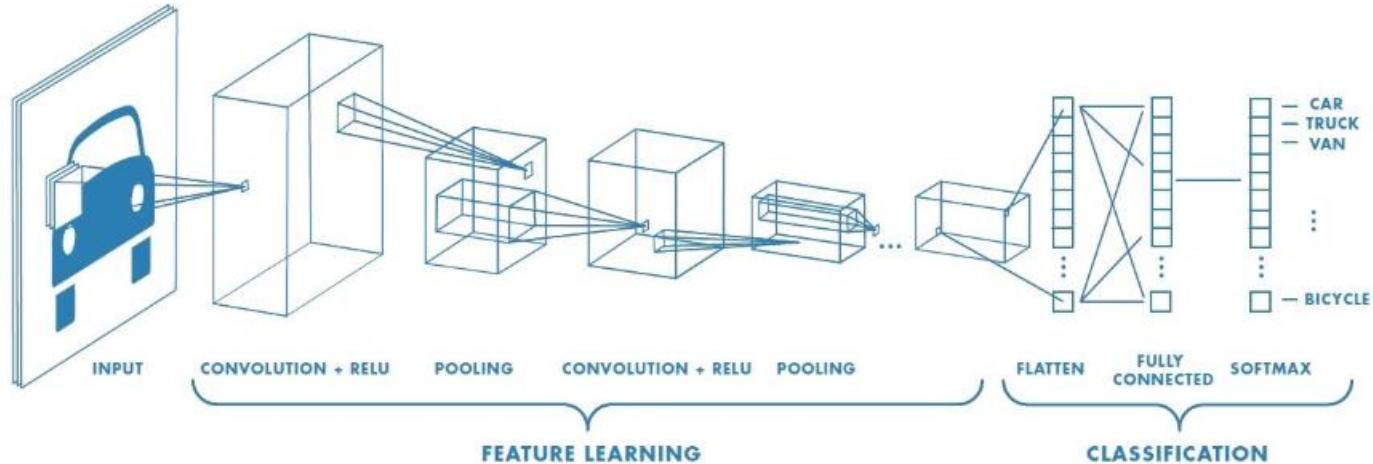 CAR
TRUCK
VAN
BICYCLE
INPUT
CONVOLUTION + RELU
POOLING
CONVOLUTION + RELU
POOLING
FLATTEN
FULLY
CONNECTED
SOFTMAX
FEATURE LEARNING
CLASSIFICATION